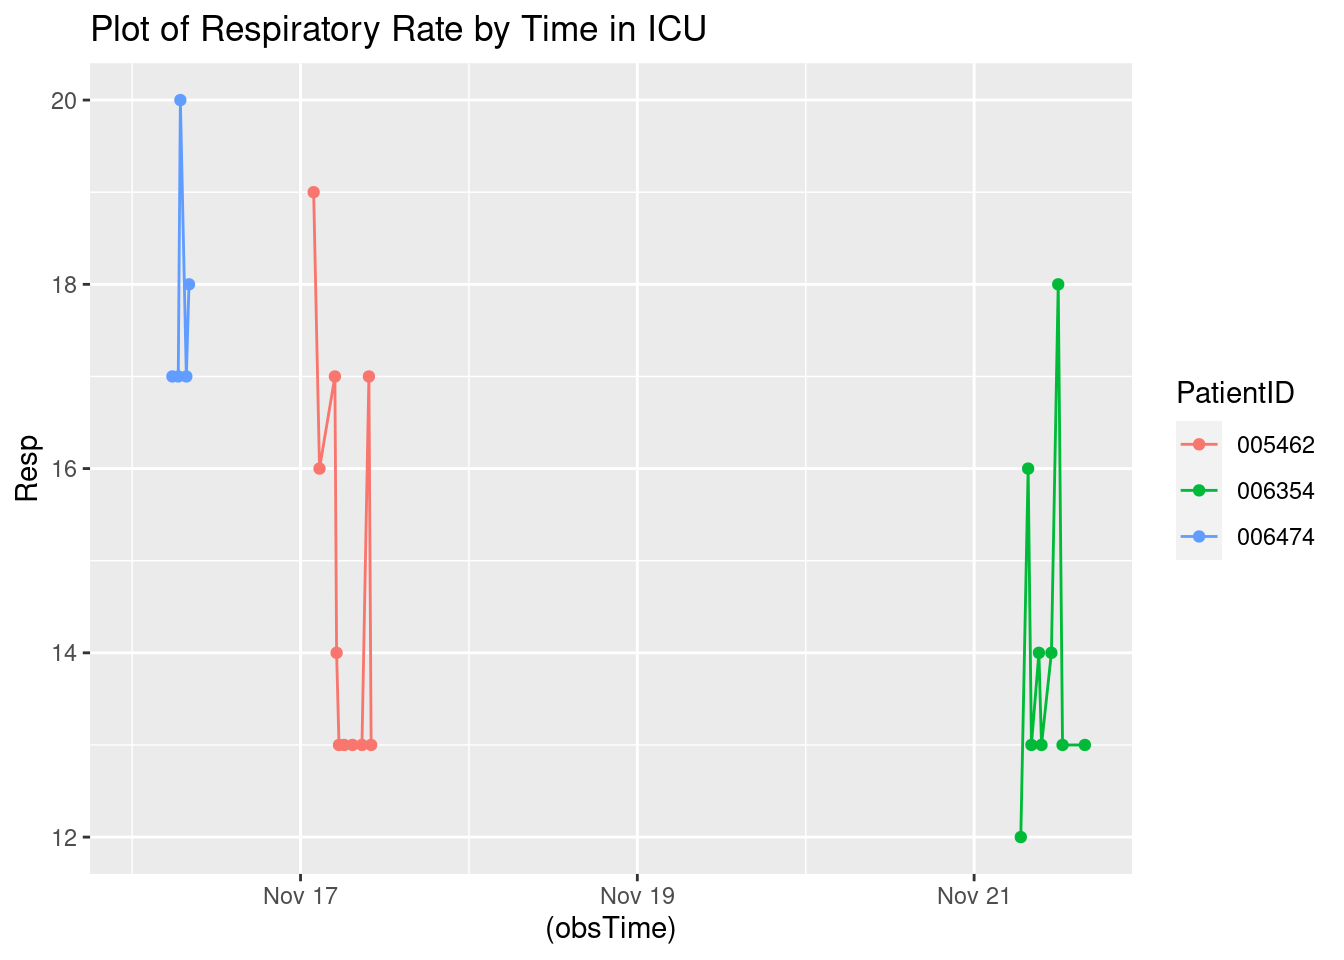 Plot of Respiratory Rate by Time in ICU
20
18
16
14
12
Resp
Nov 17
Nov 19
Nov 21
(obsTime)
PatientID
005462
006354
006474